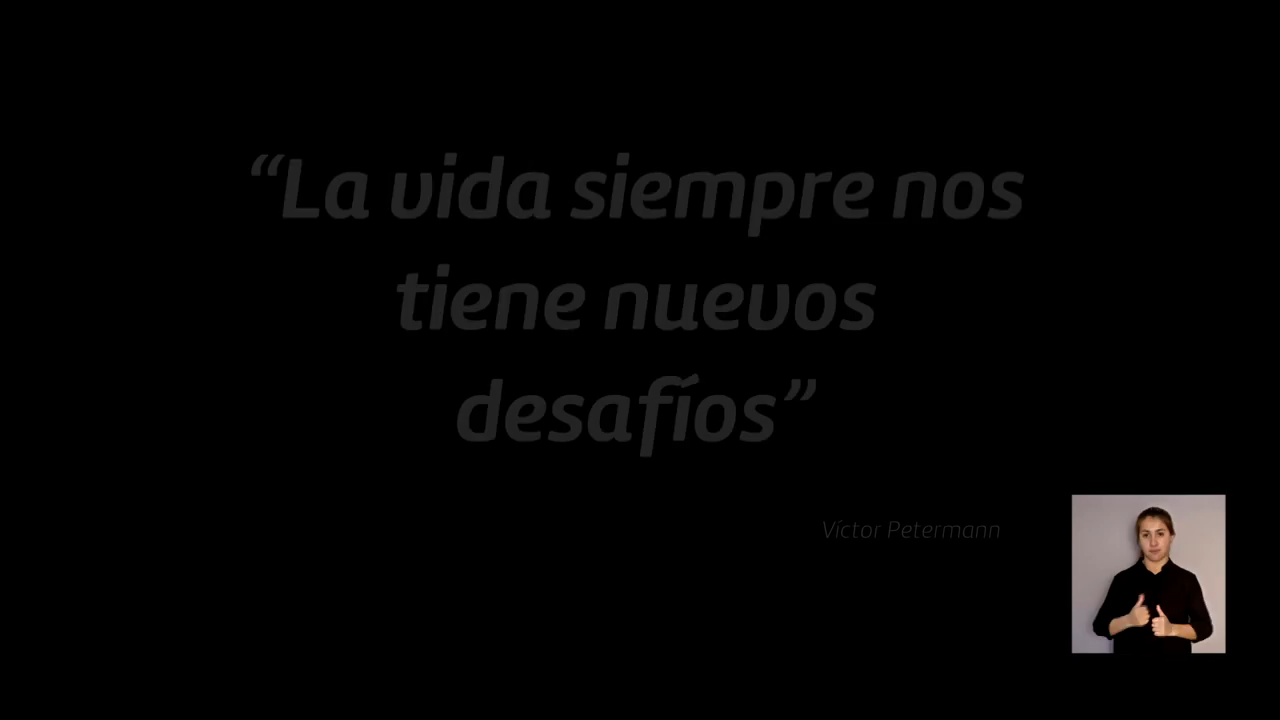 “La vida siempre nos
tiene nuevos
desafíos”
Víctor Petermann